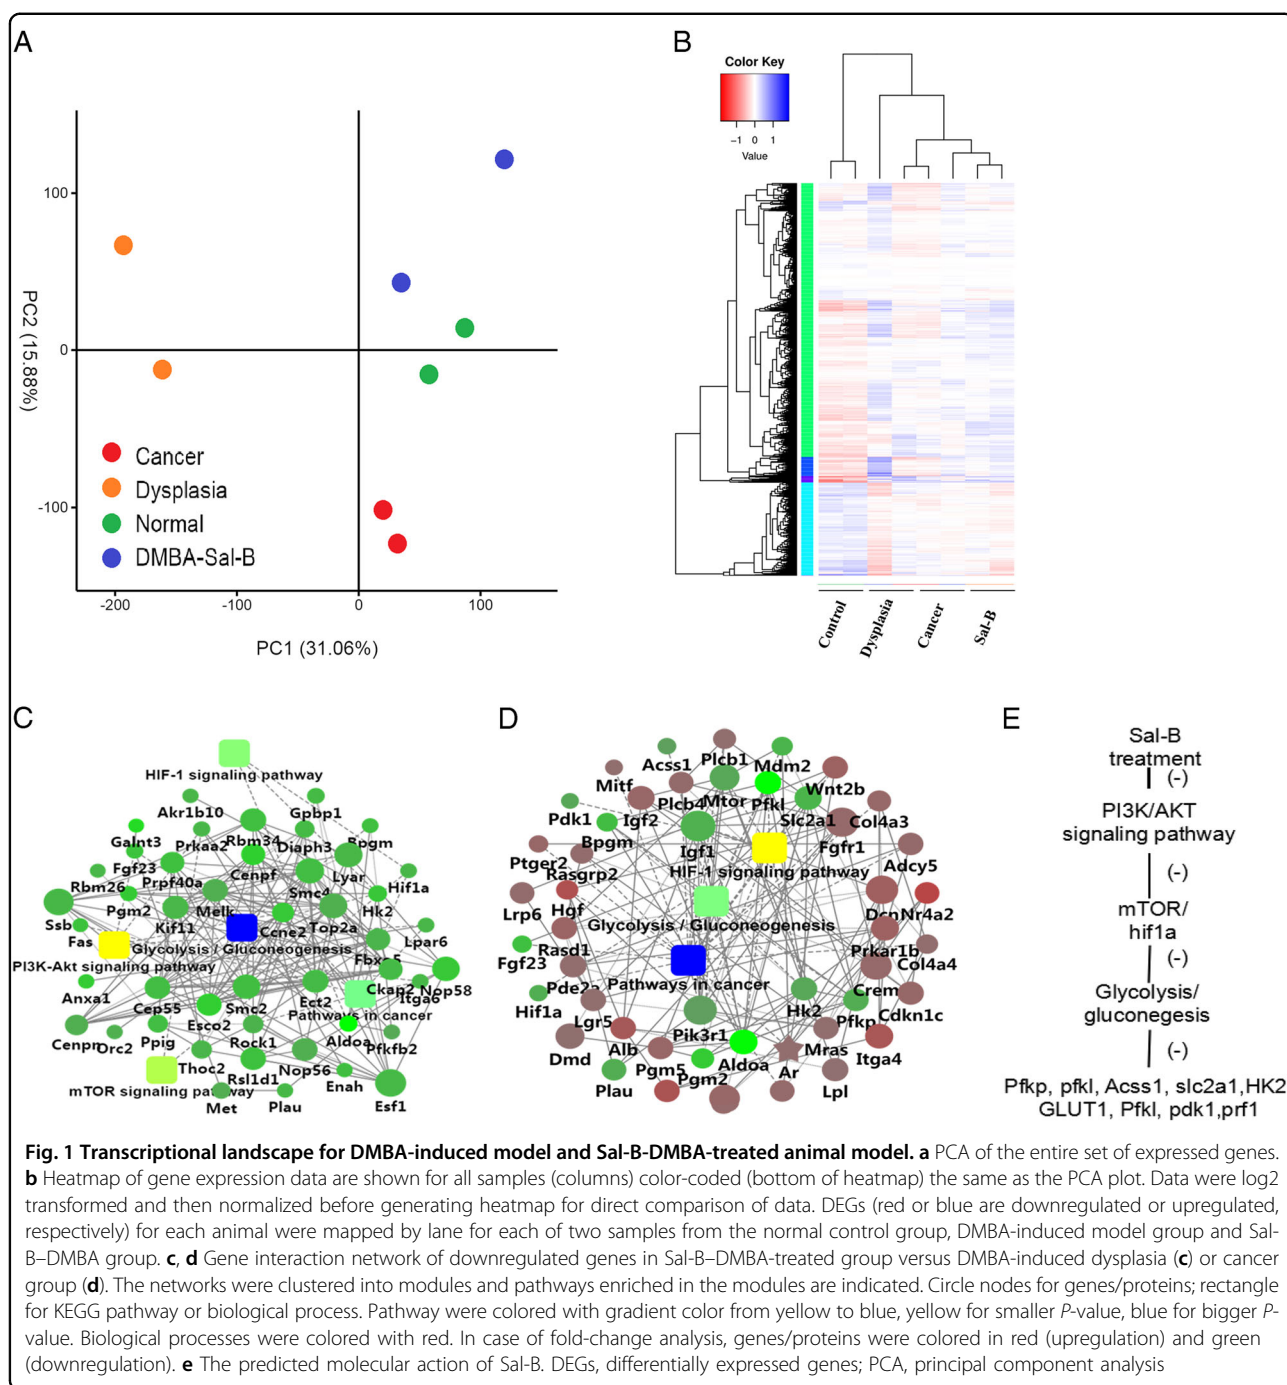 A
PC2 (15.88%)
100
0
-100
-200
-100
0
100
PC1 (31.06%)
Cancer
Dysplasia
Normal
DMBA-Sal-B
B
Color Key
−1 0 1
Value
Control
Dysplasia
Cancer
Sal-B
C
HIF-1 signaling pathway
Akr1b10
Gpbp1
Galnt3
Prkaa2
Rbm34
Diaph3
Bpgm
Fgf23
Cenpf
Lyar
Rbm26
Prpf40a
Smc4
Hif1a
Pgm2
Melk
Hk2
Ssb
Kif11
Ccne2
Top2a
Lpar6
Fas
Glycolysis / Gluconeogenesis
Fbxo5
PI3K-Akt signaling pathway
Ckap2
Nop58
Anxa1
Cep55
Smc2
Ect2
Itga6
Pathways in cancer
Cenpn
Orc2
Esco2
Aldoa
Ppig
Rock1
Pfkfb2
Thoc2
Nop56
mTOR signaling pathway
Rsl1d1
Enah
Met
Plau
Esf1
D
Acss1
Plcb1
Mdm2
Mitf
Plcb4
Mtor
Pfkl
Wnt2b
Pdk1
Igf2
Slc2a1
Col4a3
Bpgm
Igf1
Fgfr1
Ptger2
Rasgrp2
HIF-1 signaling pathway
Adcy5
Lrp6
Hgf
Glycolysis / Gluconeogenesis
Dcn
Nr4a2
Rasd1
Prkar1b
Fgf23
Pde2a
Pathways in cancer
Col4a4
Hif1a
Crem
Lgr5
Hk2
Cdkn1c
Pik3r1
Pfkp
Dmd
Alb
Mras
Itga4
Pgm5
Aldoa
Ar
Plau
Pgm2
Lpl
E
Sal-B
treatment
(-)
PI3K/AKT
signaling pathway
(-)
mTOR/
hif1a
(-)
Glycolysis/
gluconegesis
(-)
Pfkp, pfkl, Acss1, slc2a1,HK2
GLUT1, Pfkl, pdk1,prf1
Fig. 1 Transcriptional landscape for DMBA-induced model and Sal-B-DMBA-treated animal model. a PCA of the entire set of expressed genes.
b Heatmap of gene expression data are shown for all samples (columns) color-coded (bottom of heatmap) the same as the PCA plot. Data were log2
transformed and then normalized before generating heatmap for direct comparison of data. DEGs (red or blue are downregulated or upregulated,
respectively) for each animal were mapped by lane for each of two samples from the normal control group, DMBA-induced model group and Sal-
B–DMBA group. c, d Gene interaction network of downregulated genes in Sal-B–DMBA-treated group versus DMBA-induced dysplasia (c) or cancer
group (d). The networks were clustered into modules and pathways enriched in the modules are indicated. Circle nodes for genes/proteins; rectangle
for KEGG pathway or biological process. Pathway were colored with gradient color from yellow to blue, yellow for smaller P-value, blue for bigger P-
value. Biological processes were colored with red. In case of fold-change analysis, genes/proteins were colored in red (upregulation) and green
(downregulation). e The predicted molecular action of Sal-B. DEGs, differentially expressed genes; PCA, principal component analysis